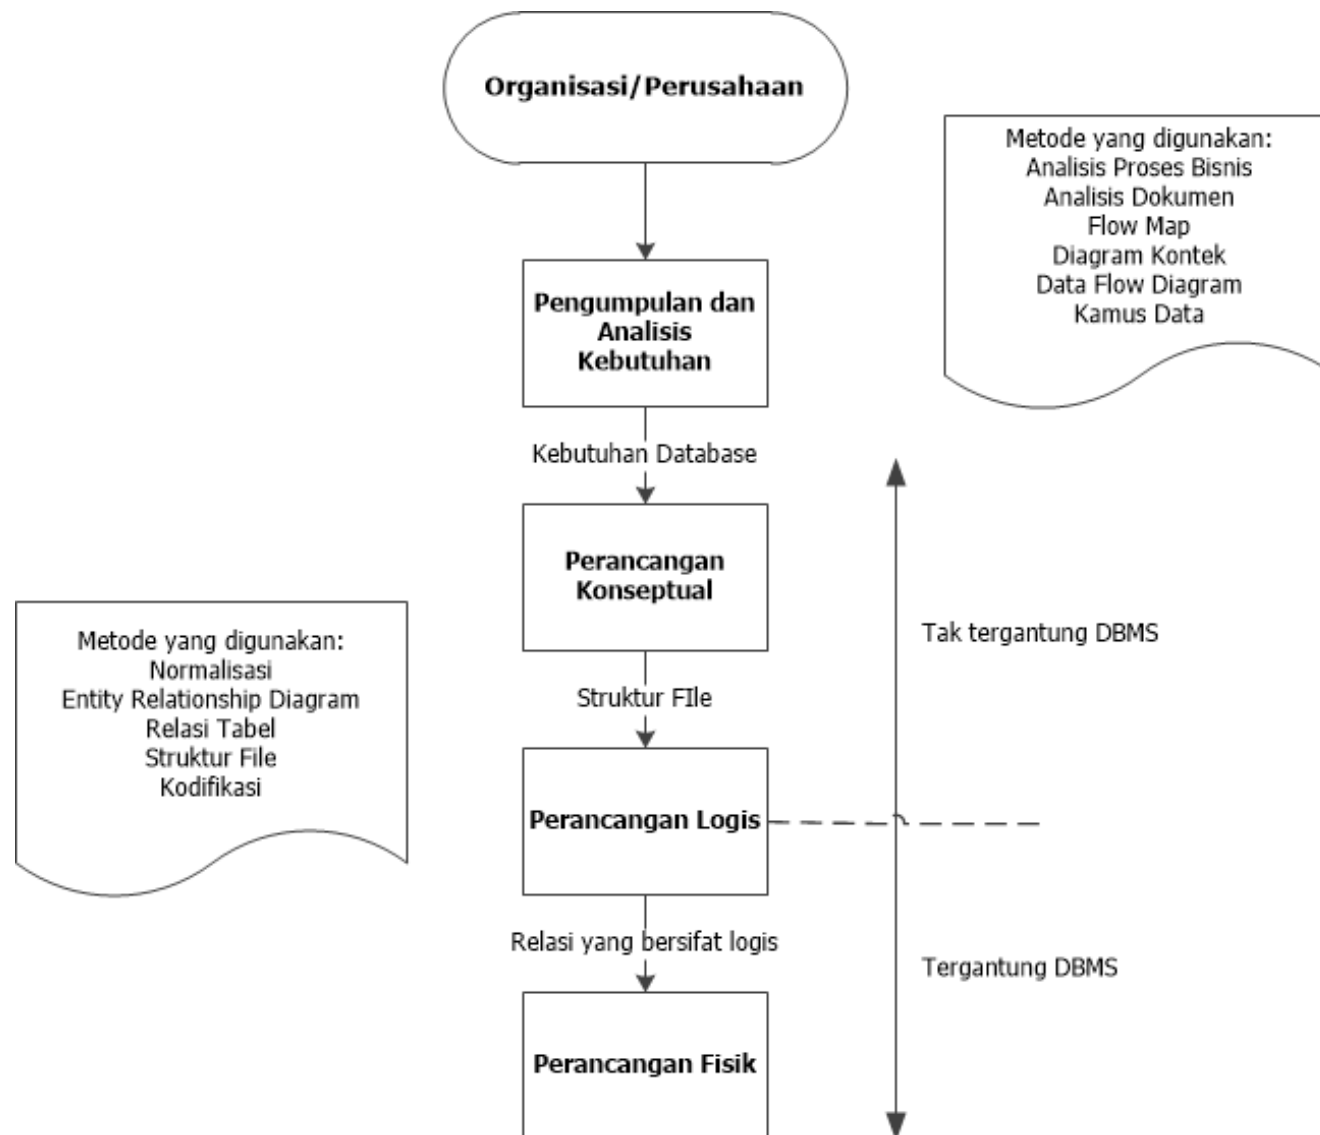 Organisasi/Perusahaan
Metode yang digunakan:
Analisis Proses Bisnis
Analisis Dokumen
Flow Map
Diagram Kontek
Data Flow Diagram
Kamus Data
Pengumpulan dan
Analisis
Kebutuhan
Kebutuhan Database
Perancangan
Konseptual
Tak tergantung DBMS
Metode yang digunakan:
Normalisasi
Entity Relationship Diagram
Relasi Tabel
Struktur File
Kodifikasi
Struktur FIle
Perancangan Logis
Relasi yang bersifat logis
Tergantung DBMS
Perancangan Fisik